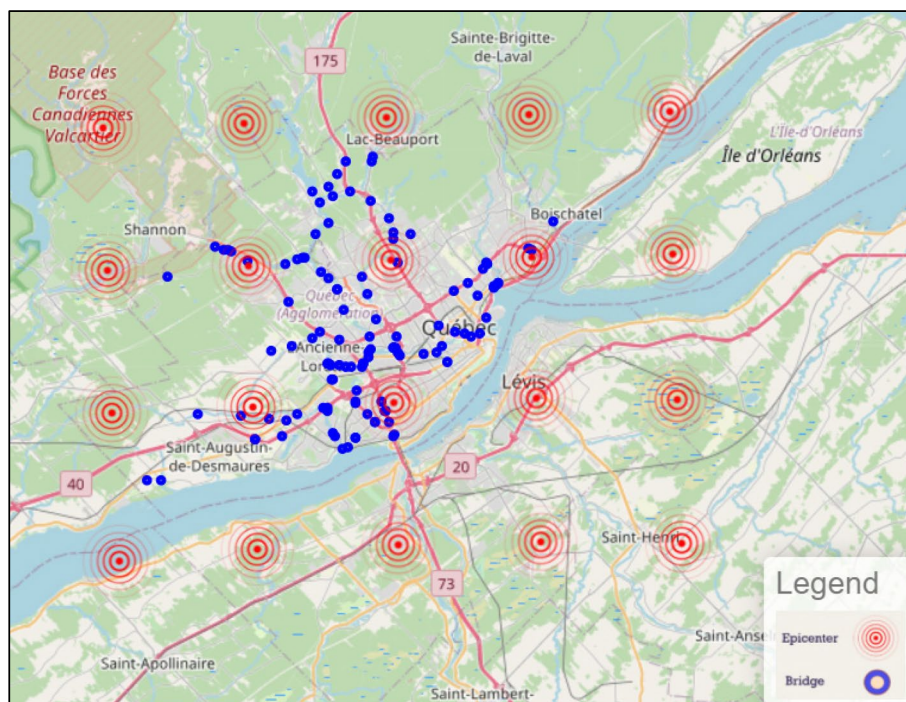 Sainte-Brigitte-
de-Laval
175
Base des
Forces
Canadiennes
Valcartier
Lac-Beauport
L'Île-d'Orléans
Île d'Orléans
Boischatel
Shannon
Québec
(Agglomération)
Québec
L'Ancienne-
Lorette
Lévis
Saint-Augustin-
de-Desmaures
40
20
Saint-Henri
73
Saint-Apollinaire
Saint-Lambert-
Legend
Epicenter
Bridge